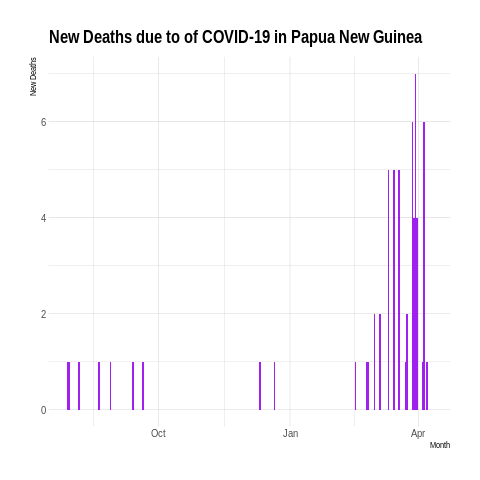 New Deaths due to of COVID-19 in Papua New Guinea
New Deaths
6
4
2
0
Oct
Jan
Apr
Month